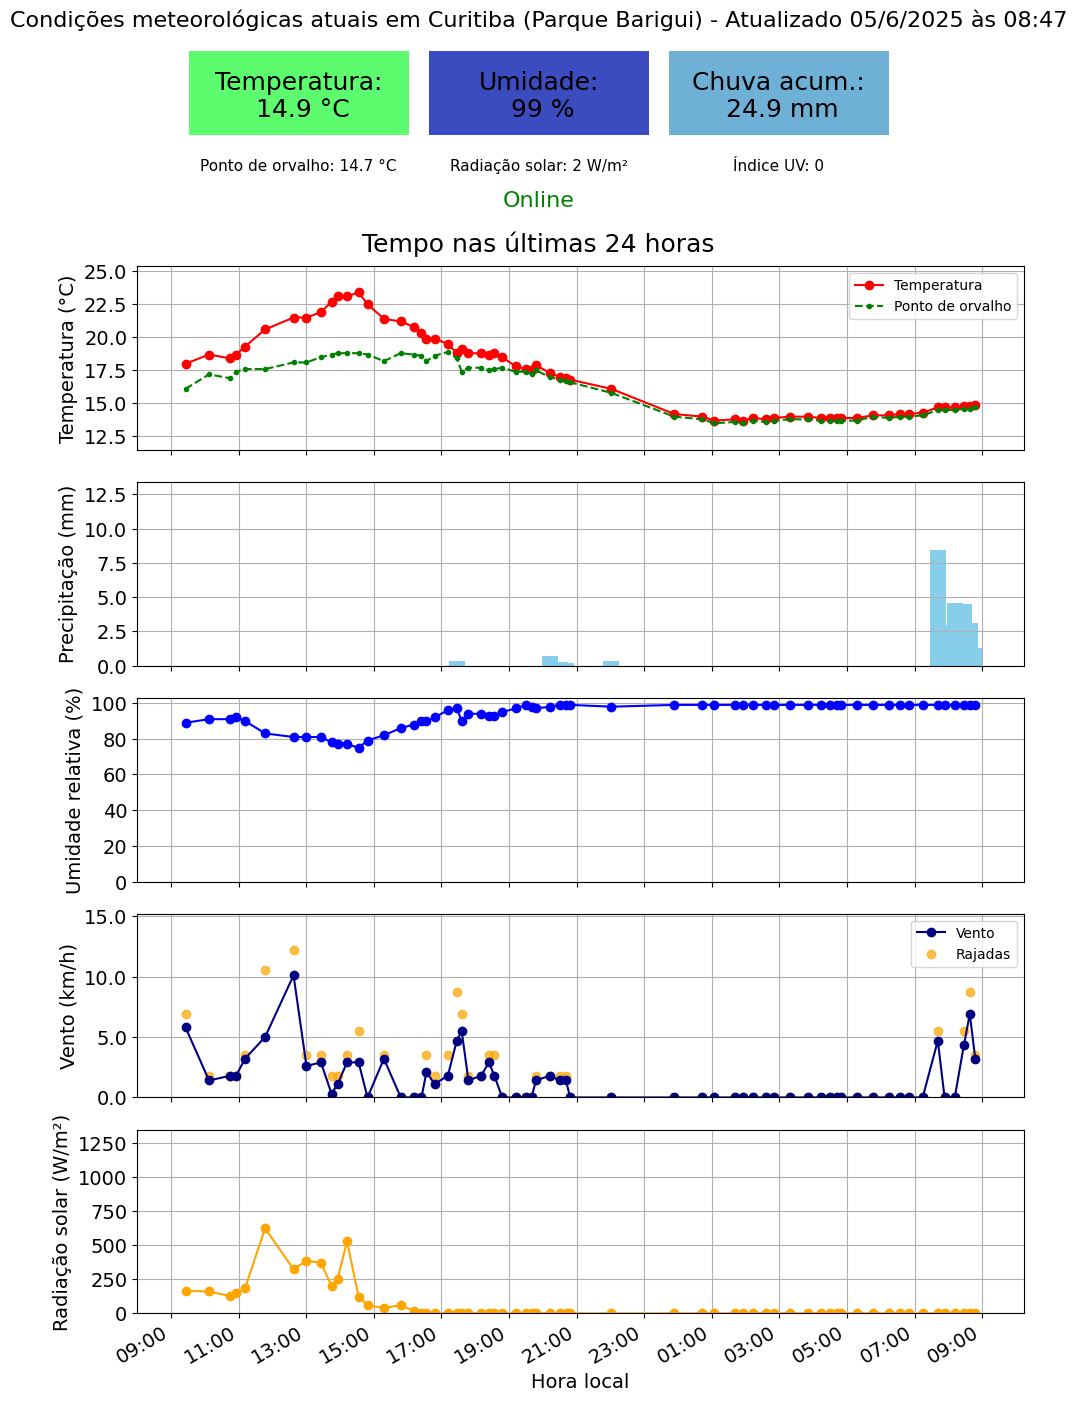 Condições meteorológicas atuais em Curitiba (Parque Barigui) - Atualizado 05/6/2025 às 08:47
Temperatura:
14.9 °C
Umidade:
99 %
Chuva acum.:
24.9 mm
Ponto de orvalho: 14.7 °C
Radiação solar: 2 W/m²
Índice UV: 0
Online
Tempo nas últimas 24 horas
Temperatura (°C)
25.0
22.5
20.0
17.5
15.0
12.5
Temperatura
Ponto de orvalho
Precipitação (mm)
12.5
10.0
7.5
5.0
2.5
0.0
Umidade relativa (%)
100
80
60
40
20
0
Vento (km/h)
15.0
10.0
5.0
0.0
Vento
Rajadas
Radiação solar (W/m²)
1250
1000
750
500
250
0
09:00
11:00
13:00
15:00
17:00
19:00
21:00
23:00
01:00
03:00
05:00
07:00
09:00
Hora local